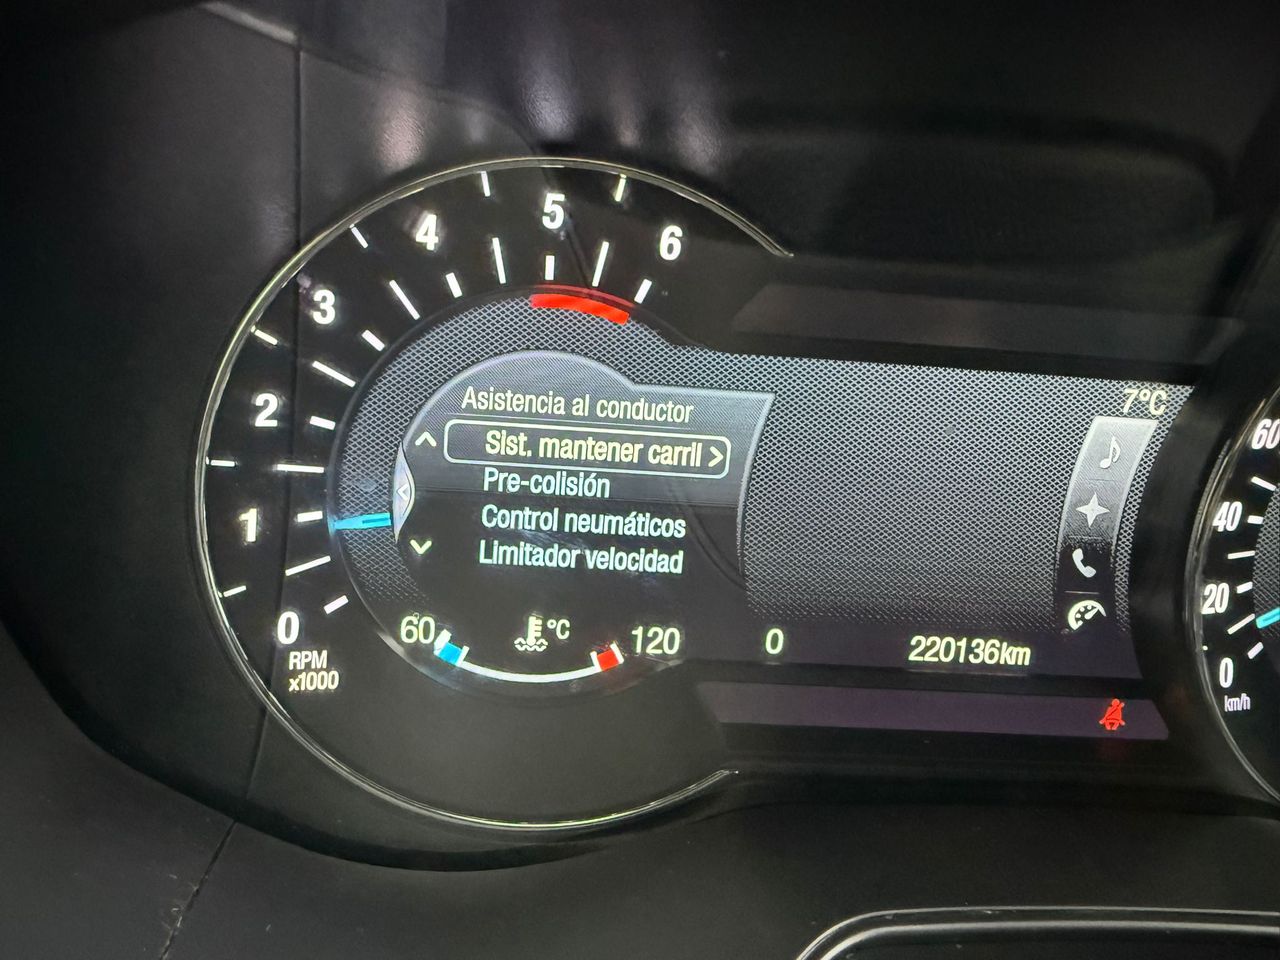 5
4
6
3
2
1
0
RPM
x1000
Asistencia al conductor
Sist. mantener carril >
Pre-colisión
Control neumáticos
Limitador velocidad
60
°C
120
0
220136km
7°C
60
40
20
0
km/h